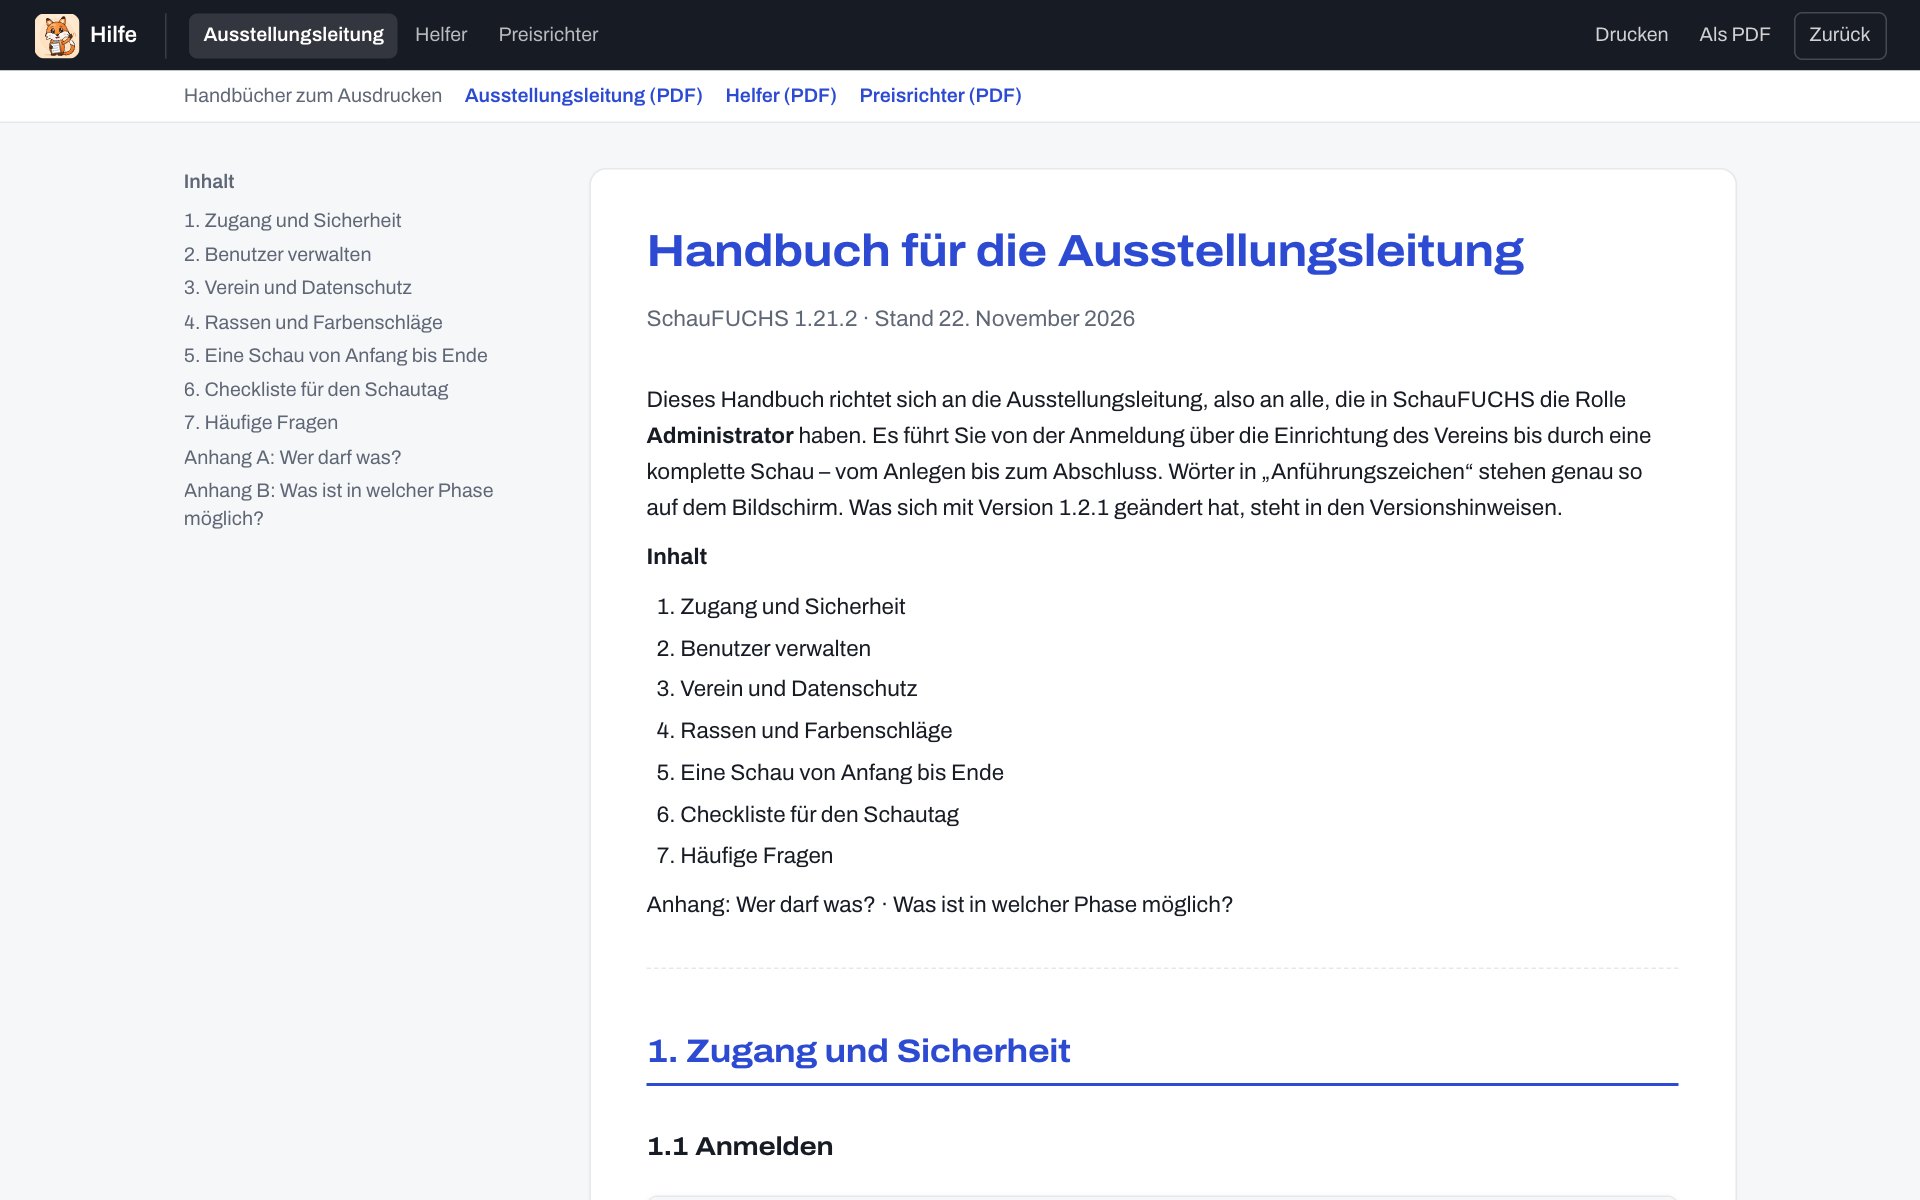 Hilfe
Ausstellungsleitung
Helfer
Preisrichter
Drucken
Als PDF
Zurück
Handbücher zum Ausdrucken
Ausstellungsleitung (PDF)
Helfer (PDF)
Preisrichter (PDF)
Inhalt
1. Zugang und Sicherheit
2. Benutzer verwalten
3. Verein und Datenschutz
4. Rassen und Farbenschläge
5. Eine Schau von Anfang bis Ende
6. Checkliste für den Schautag
7. Häufige Fragen
Anhang A: Wer darf was?
Anhang B: Was ist in welcher Phase
möglich?
Handbuch für die Ausstellungsleitung
SchauFUCHS 1.21.2 · Stand 22. November 2026
Dieses Handbuch richtet sich an die Ausstellungsleitung, also an alle, die in SchauFUCHS die Rolle
Administrator haben. Es führt Sie von der Anmeldung über die Einrichtung des Vereins bis durch eine
komplette Schau – vom Anlegen bis zum Abschluss. Wörter in „Anführungszeichen“ stehen genau so
auf dem Bildschirm. Was sich mit Version 1.2.1 geändert hat, steht in den Versionshinweisen.
Inhalt
1. Zugang und Sicherheit
2. Benutzer verwalten
3. Verein und Datenschutz
4. Rassen und Farbenschläge
5. Eine Schau von Anfang bis Ende
6. Checkliste für den Schautag
7. Häufige Fragen
Anhang: Wer darf was? · Was ist in welcher Phase möglich?
1. Zugang und Sicherheit
1.1 Anmelden